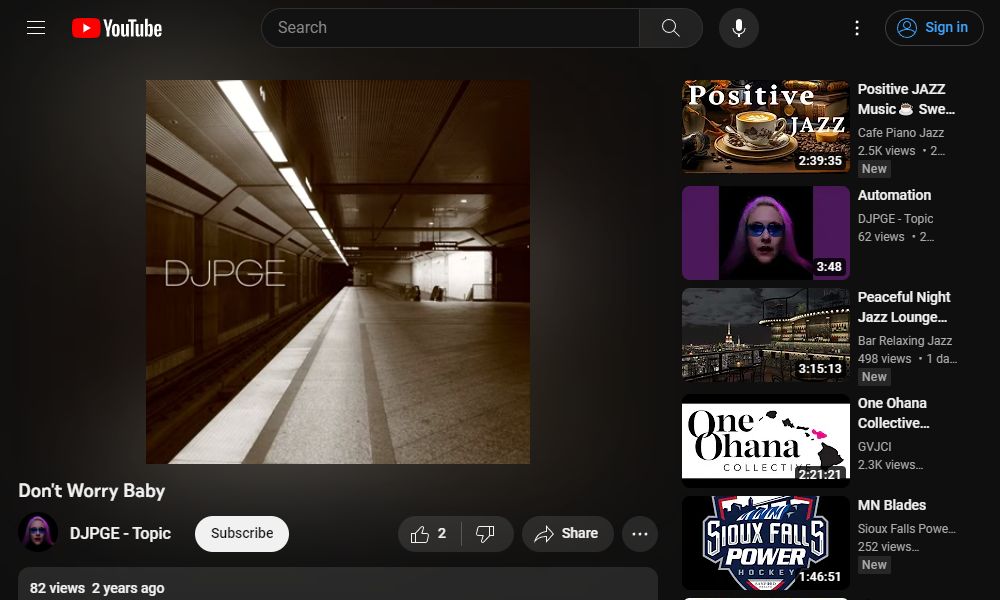 YouTube
Search
Sign in
DJPGE
Don't Worry Baby
DJPGE - Topic
Subscribe
2
Share
82 views 2 years ago
Positive
JAZZ
2:39:35
Positive JAZZ
Music ☕ Swe...
Cafe Piano Jazz
2.5K views • 2...
New
3:48
Automation
DJPGE - Topic
62 views • 2...
3:15:13
Peaceful Night
Jazz Lounge...
Bar Relaxing Jazz
498 views • 1 da...
New
One
Ohana
COLLECTIVE
2:21:21
One Ohana
Collective...
GVJCI
2.3K views...
SIOUX FALLS
POWER
HOCKEY
1:46:51
MN Blades
Sioux Falls Powe...
252 views...
New